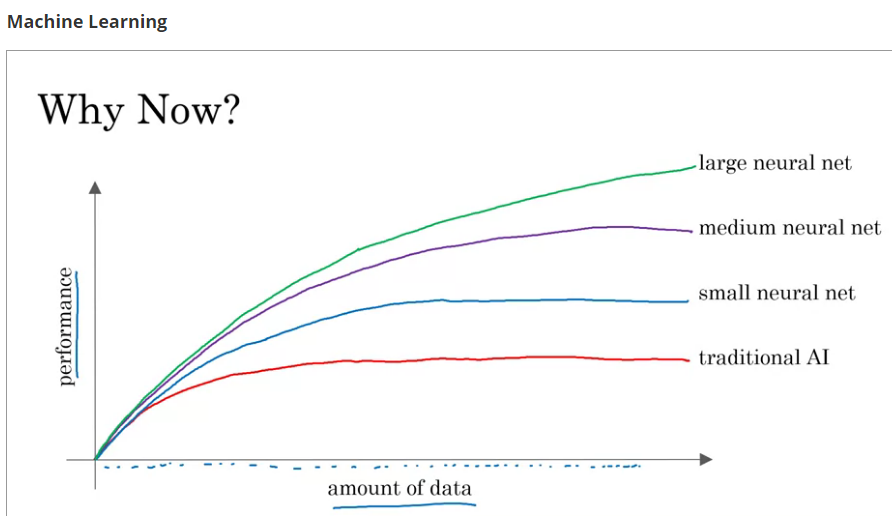 Machine Learning
Why Now?
large neural net
medium neural net
small neural net
traditional AI
performance
amount of data